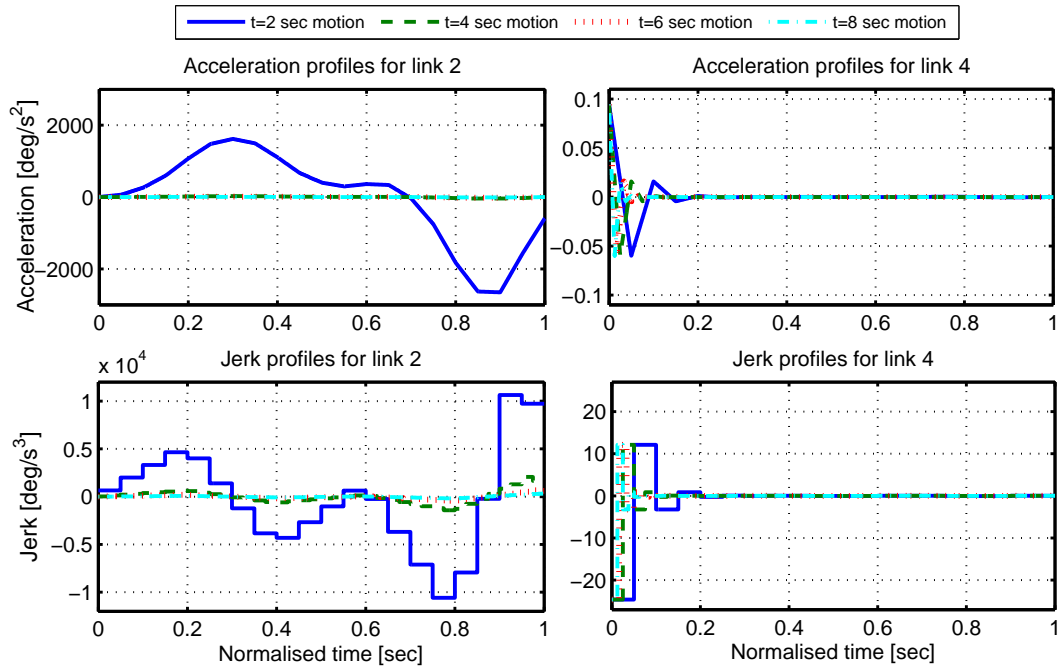 t=2 sec motion t=4 sec motion t=6 sec motion t=8 sec motion
Acceleration profiles for link 2
Acceleration [deg/s²]
2000
0
−2000
0 0.2 0.4 0.6 0.8 1
Acceleration profiles for link 4
0.1
0.05
0
−0.05
−0.1
0 0.2 0.4 0.6 0.8 1
Jerk profiles for link 2
x 10⁴
Jerk [deg/s³]
1
0.5
0
−0.5
−1
0 0.2 0.4 0.6 0.8 1
Normalised time [sec]
Jerk profiles for link 4
20
10
0
−10
−20
0 0.2 0.4 0.6 0.8 1
Normalised time [sec]